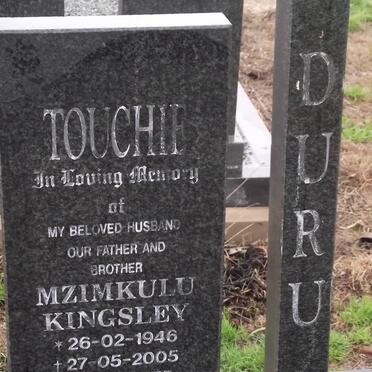 TOUCHIE
In Loving Memory
of
MY BELOVED HUSBAND
OUR FATHER AND
BROTHER
MZIMKULU
KINGSLEY
* 26-02-1946
+ 27-05-2005
DURU